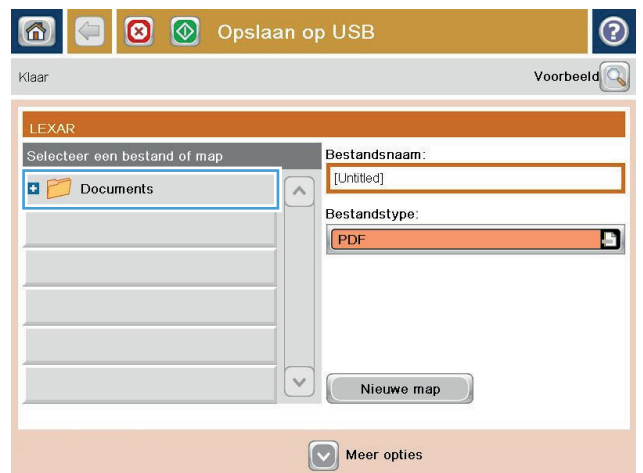 Opslaan op USB
Klaar
Voorbeeld
LEXAR
Selecteer een bestand of map
Documents
Bestandsnaam:
[Untitled]
Bestandstype:
PDF
Nieuwe map
Meer opties